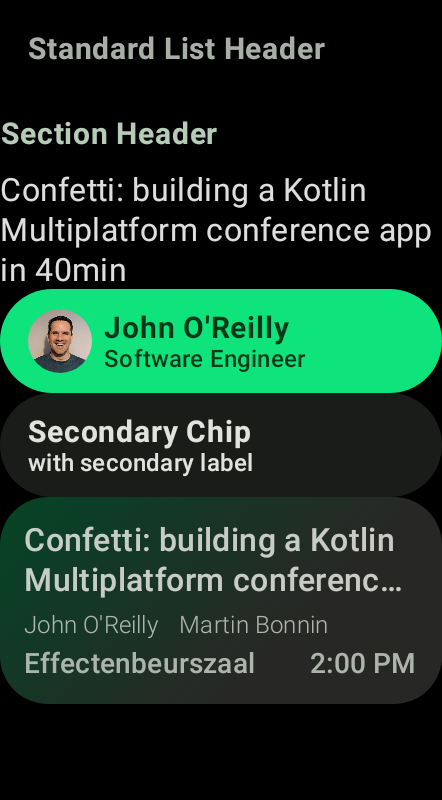 Standard List Header
Section Header
Confetti: building a Kotlin
Multiplatform conference app
in 40min
John O'Reilly
Software Engineer
Secondary Chip
with secondary label
Confetti: building a Kotlin
Multiplatform conferenc…
John O'Reilly Martin Bonnin
Effectenbeurszaal 2:00 PM